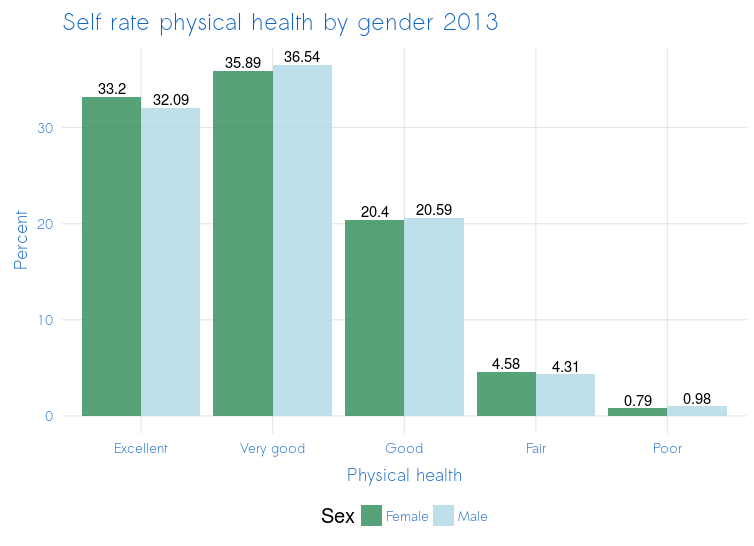 Self rate physical health by gender 2013
33.2
32.09
35.89
36.54
20.4
20.59
4.58
4.31
0.79
0.98
30
20
10
0
Percent
Excellent Very good Good Fair Poor
Physical health
Sex Female Male